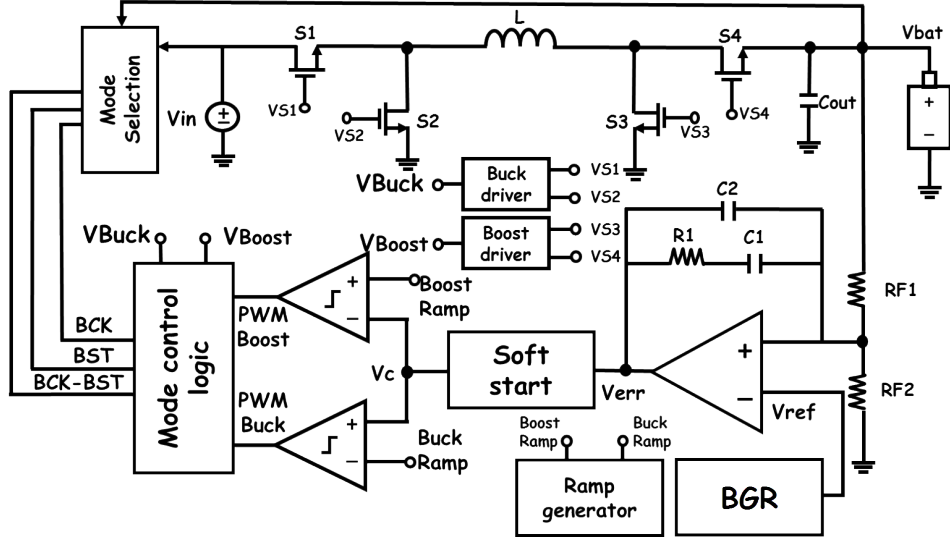 Mode
Selection
S1
L
S4
Vbat
Vin
VS1
VS2
S2
S3
VS3
VS4
Cout
+
−
VBuck
Buck
driver
VS1
VS2
VBoost
Boost
driver
VS3
VS4
C2
R1
C1
RF1
VBuck
VBoost
Mode control
logic
BCK
BST
BCK-BST
PWM
Boost
+
−
Boost
Ramp
Vc
Soft
start
Verr
+
−
Vref
RF2
PWM
Buck
+
−
Buck
Ramp
Boost
Ramp
Buck
Ramp
Ramp
generator
BGR